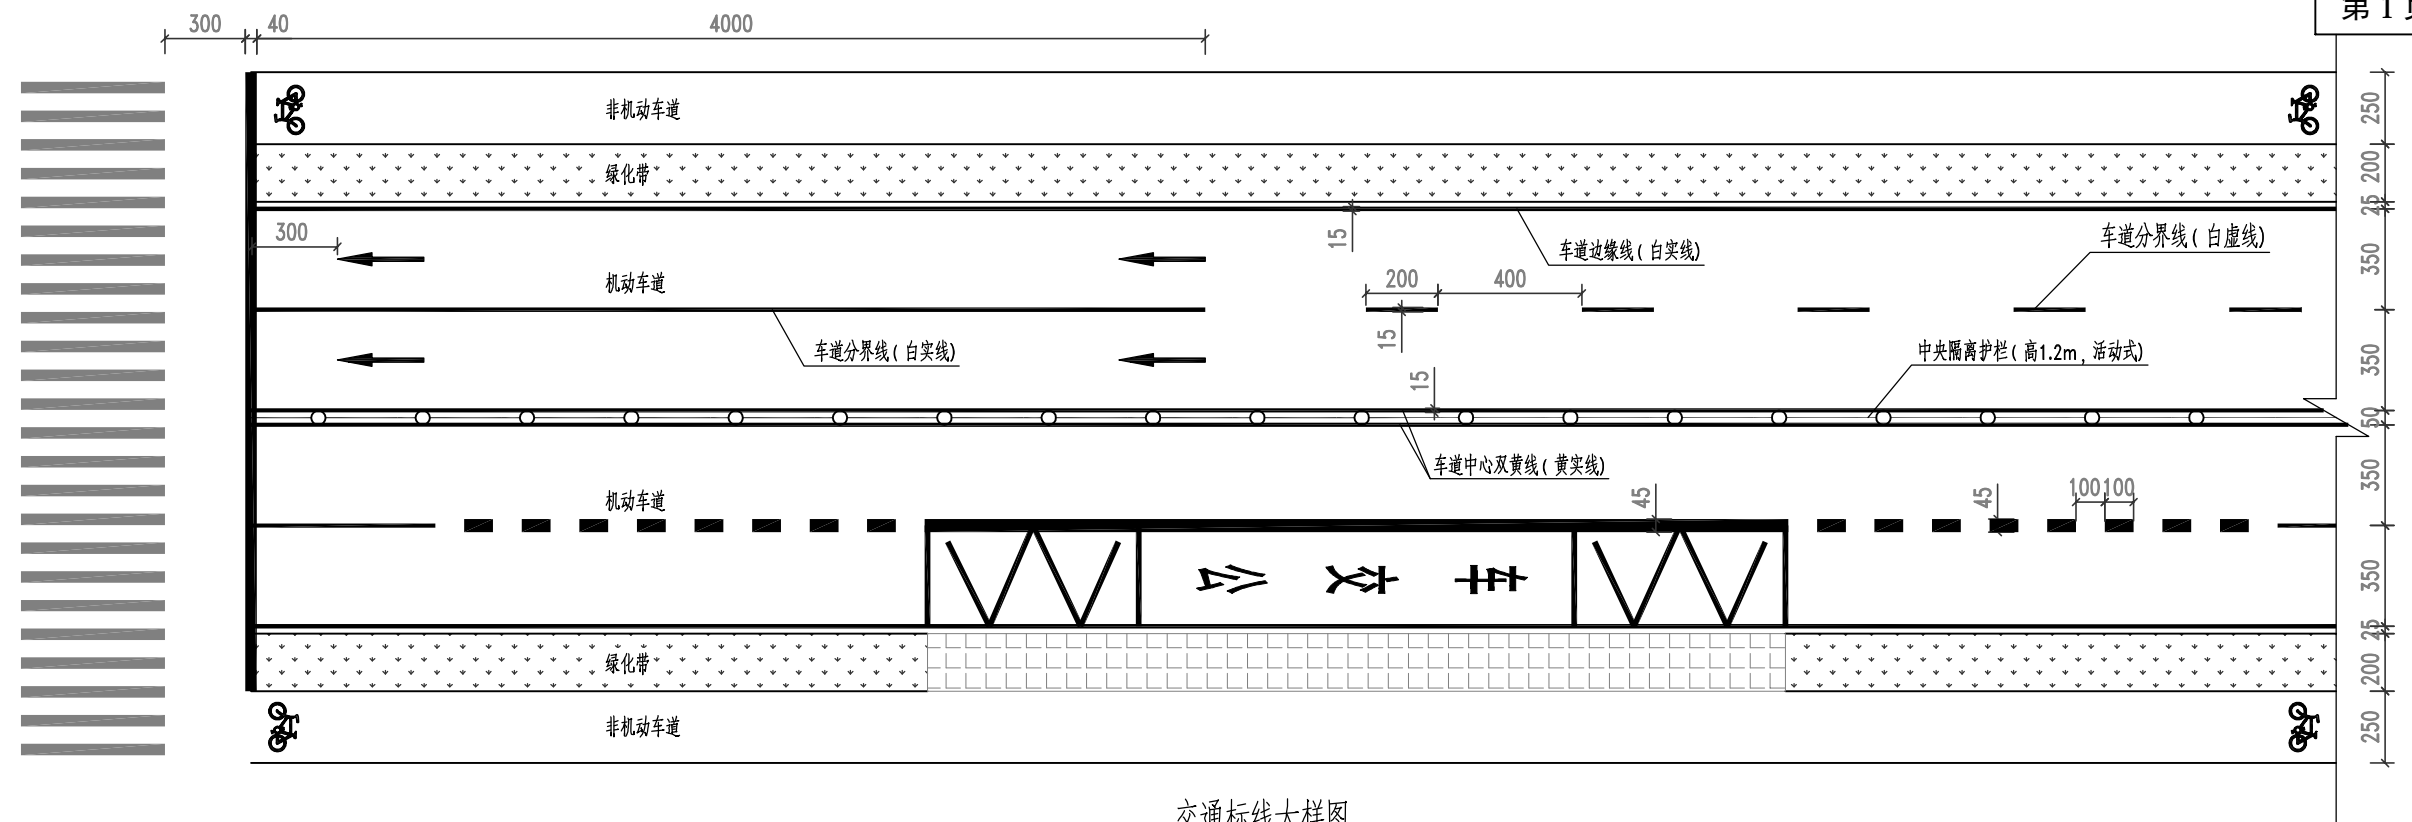 第 1 页
300
40
4000
非机动车道
250
绿化带
200
25
300
15
车道边缘线(白实线)
车道分界线(白虚线)
机动车道
200
400
350
15
车道分界线(白实线)
中央隔离护栏(高1.2m,活动式)
350
15
50
车道中心双黄线(黄实线)
机动车道
45
45
100
100
350
公交车
350
25
绿化带
200
非机动车道
250
交通标线大样图